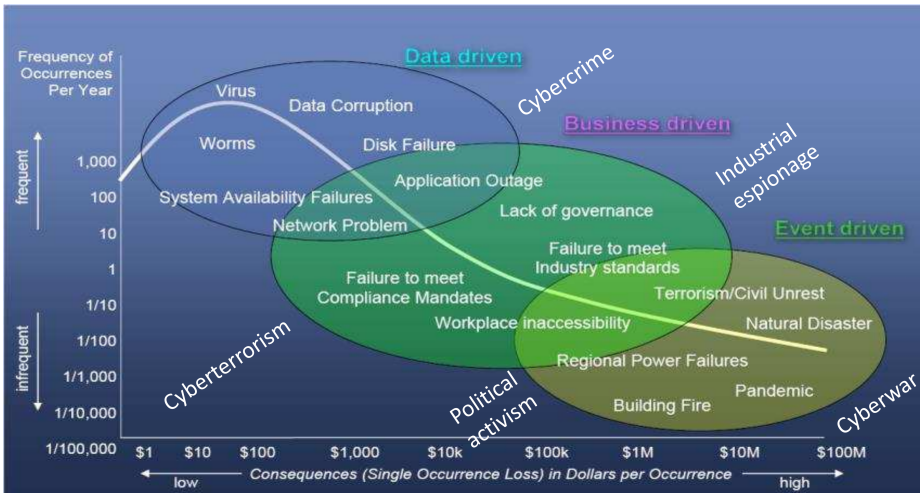 Data driven
Frequency of
Occurrences
Per Year
Cybercrime
Virus
Data Corruption
Business driven
Worms
Disk Failure
Industrial
espionage
frequent
1,000
Application Outage
100
System Availability Failures
Lack of governance
Network Problem
Event driven
10
Failure to meet
Industry standards
1
Failure to meet
Compliance Mandates
Terrorism/Civil Unrest
1/10
Workplace inaccessibility
Natural Disaster
1/100
infrequent
Regional Power Failures
1/1,000
Cyberterrorism
Political
activism
Pandemic
Building Fire
Cyberwar
1/10,000
1/100,000
$1 $10 $100 $1,000 $10k $100k $1M $10M $100M
Consequences (Single Occurrence Loss) in Dollars per Occurrence
low
high